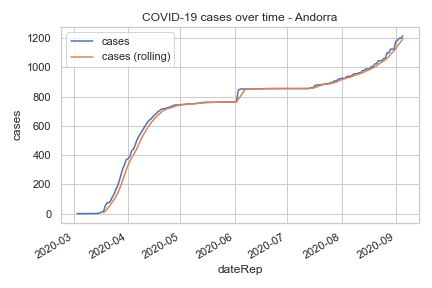 COVID-19 cases over time - Andorra
cases
cases (rolling)
1200
1000
800
600
400
200
0
cases
2020-03
2020-04
2020-05
2020-06
2020-07
2020-08
2020-09
dateRep